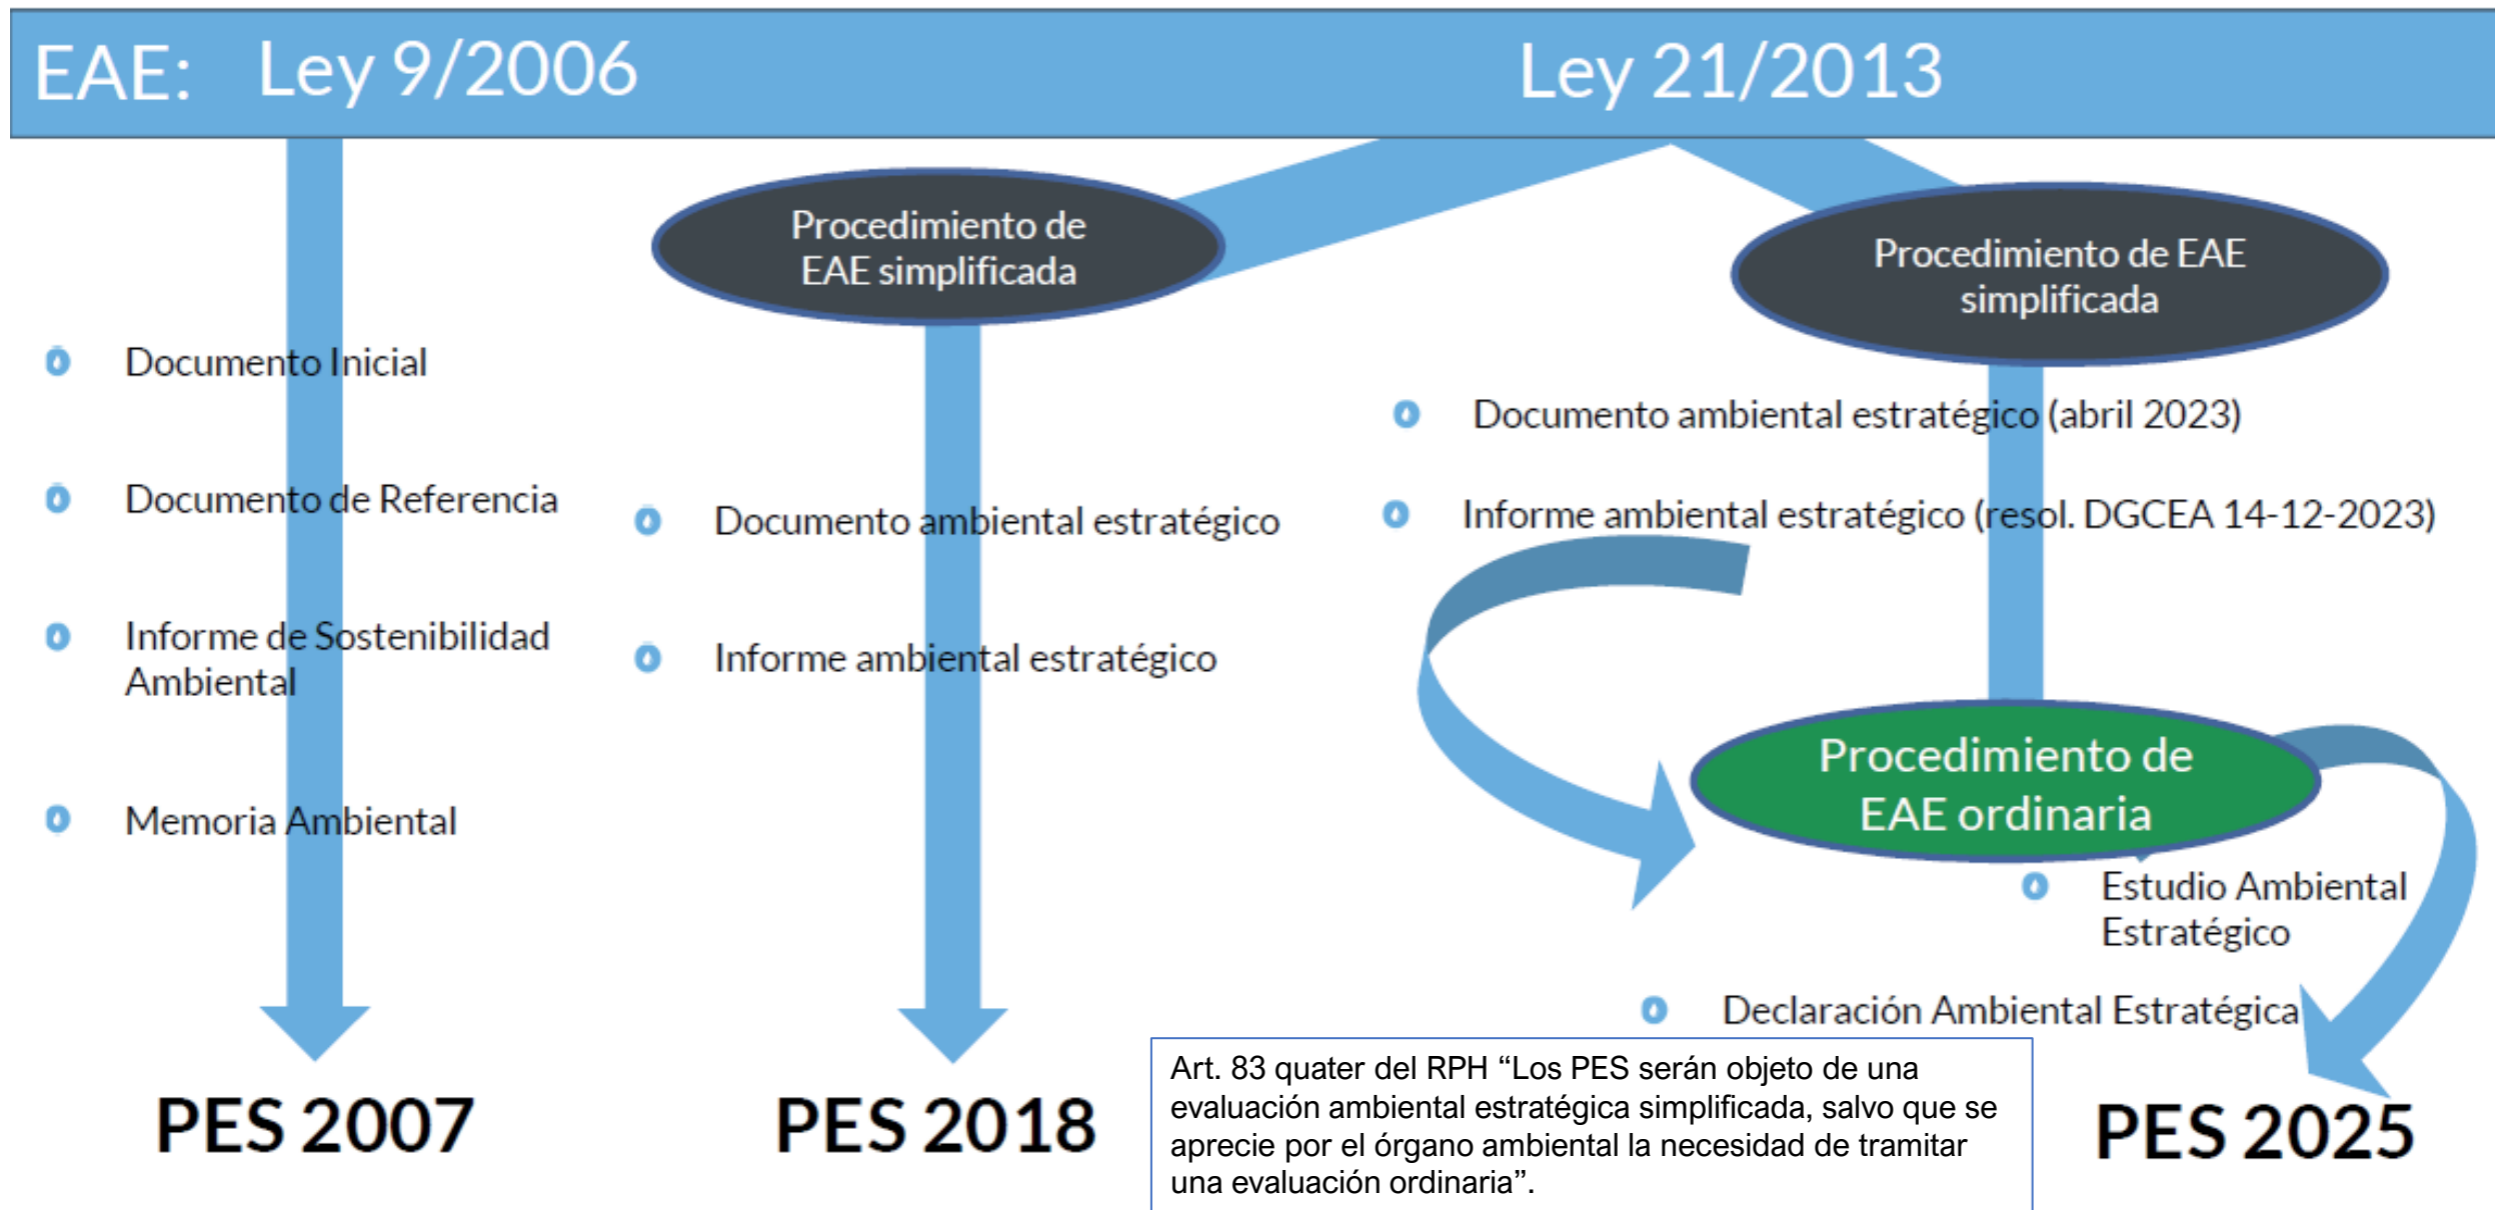 EAE: Ley 9/2006
Ley 21/2013
Procedimiento de
EAE simplificada
Procedimiento de EAE
simplificada
Documento Inicial
Documento de Referencia
Informe de Sostenibilidad
Ambiental
Memoria Ambiental
Documento ambiental estratégico
Informe ambiental estratégico
Documento ambiental estratégico (abril 2023)
Informe ambiental estratégico (resol. DGCEA 14-12-2023)
Procedimiento de
EAE ordinaria
Estudio Ambiental
Estratégico
Declaración Ambiental Estratégica
PES 2007
PES 2018
Art. 83 quater del RPH “Los PES serán objeto de una
evaluación ambiental estratégica simplificada, salvo que se
aprecie por el órgano ambiental la necesidad de tramitar
una evaluación ordinaria”.
PES 2025